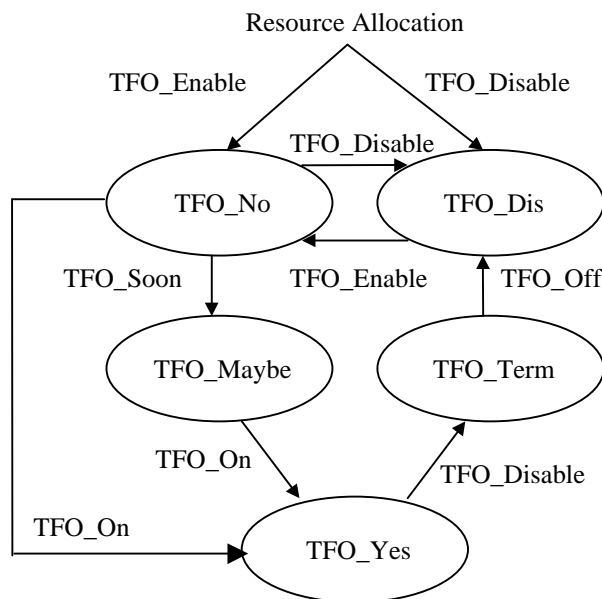 Resource Allocation
TFO_Enable
TFO_Disable
TFO_Disable
TFO_No
TFO_Dis
TFO_Soon
TFO_Enable
TFO_Off
TFO_Maybe
TFO_Term
TFO_On
TFO_Disable
TFO_On
TFO_Yes